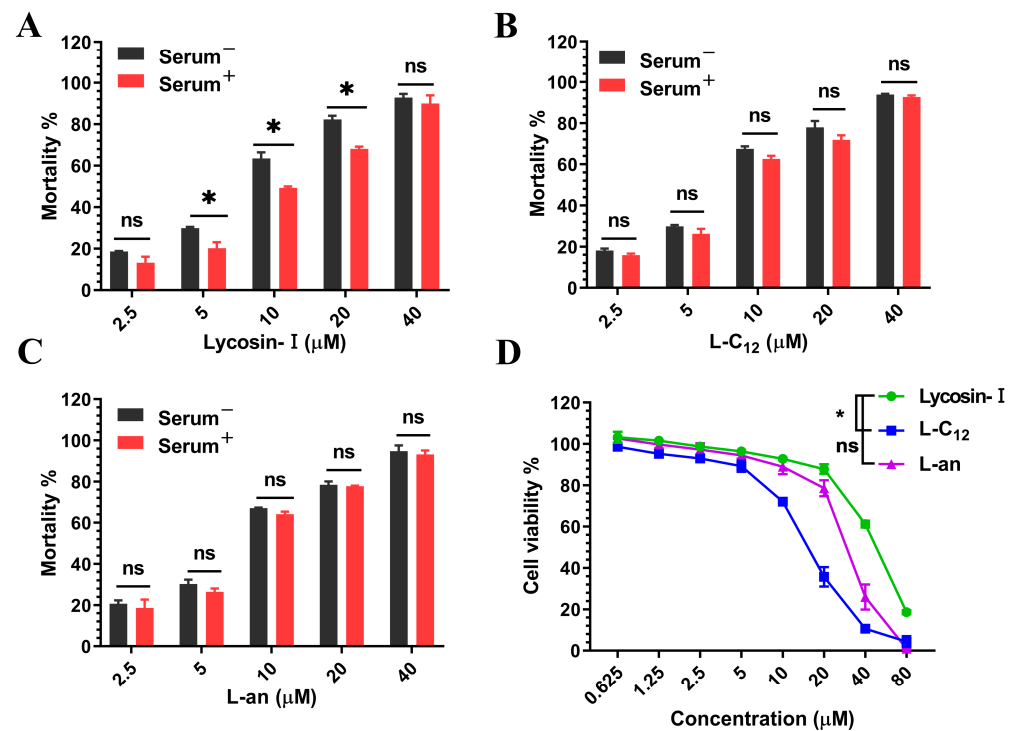 A
Mortality %
120
100
80
60
40
20
0
Serum−
Serum+
ns
*
*
*
ns
2.5
5
10
20
40
Lycosin-Ⅰ (μM)
B
Mortality %
120
100
80
60
40
20
0
Serum−
Serum+
ns
ns
ns
ns
ns
2.5
5
10
20
40
L-C12 (μM)
C
Mortality %
120
100
80
60
40
20
0
Serum−
Serum+
ns
ns
ns
ns
ns
2.5
5
10
20
40
L-an (μM)
D
Cell viability %
120
100
80
60
40
20
0
Lycosin-Ⅰ
L-C12
L-an
*
ns
0.625
1.25
2.5
5
10
20
40
80
Concentration (μM)